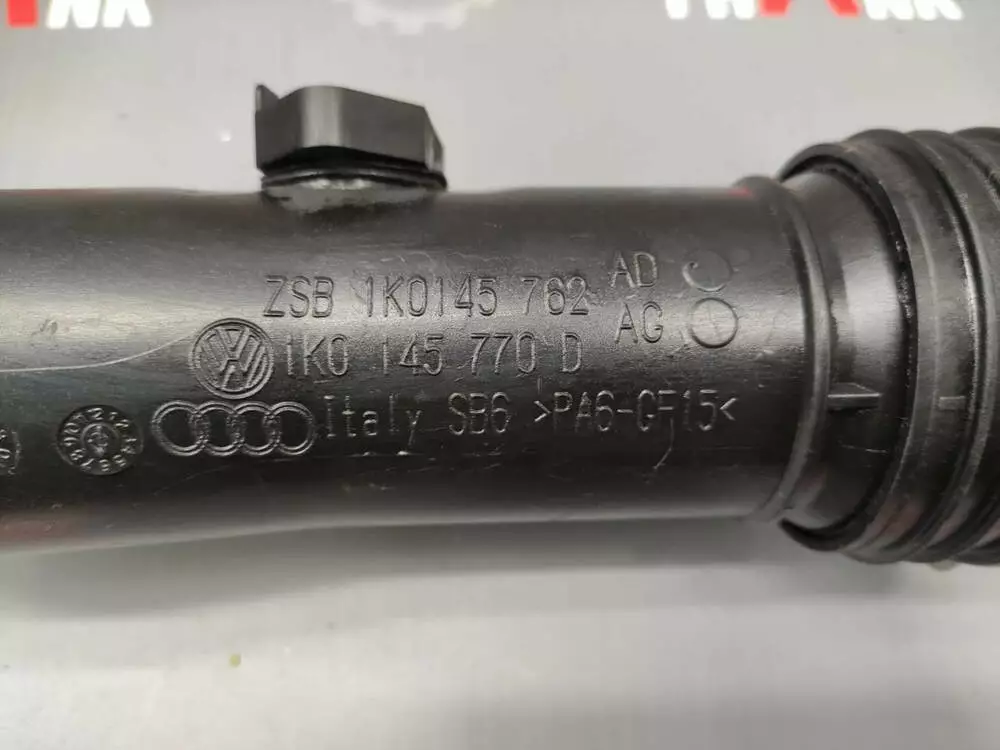 ZSB 1K0145 762 AD
AG
1K0 145 770 D
Italy SB6 >PA6-GF15<